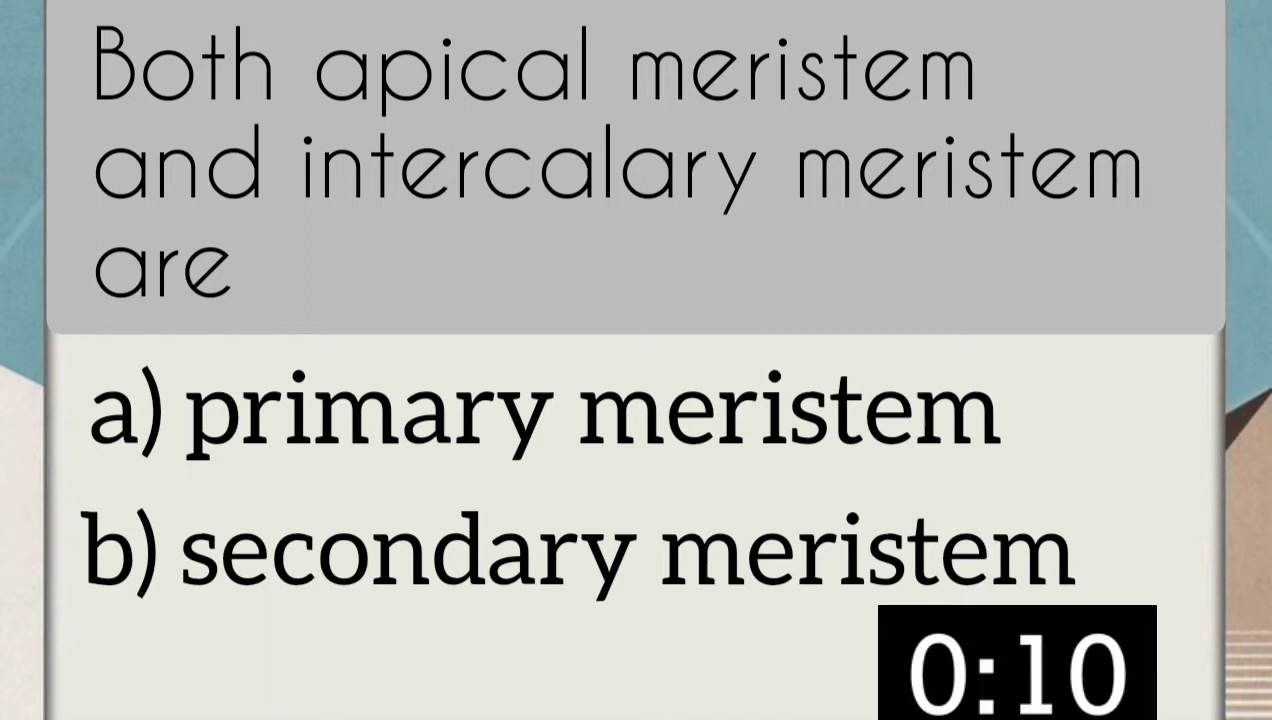 Both apical meristem
and intercalary meristem
are
a) primary meristem
b) secondary meristem
0:10